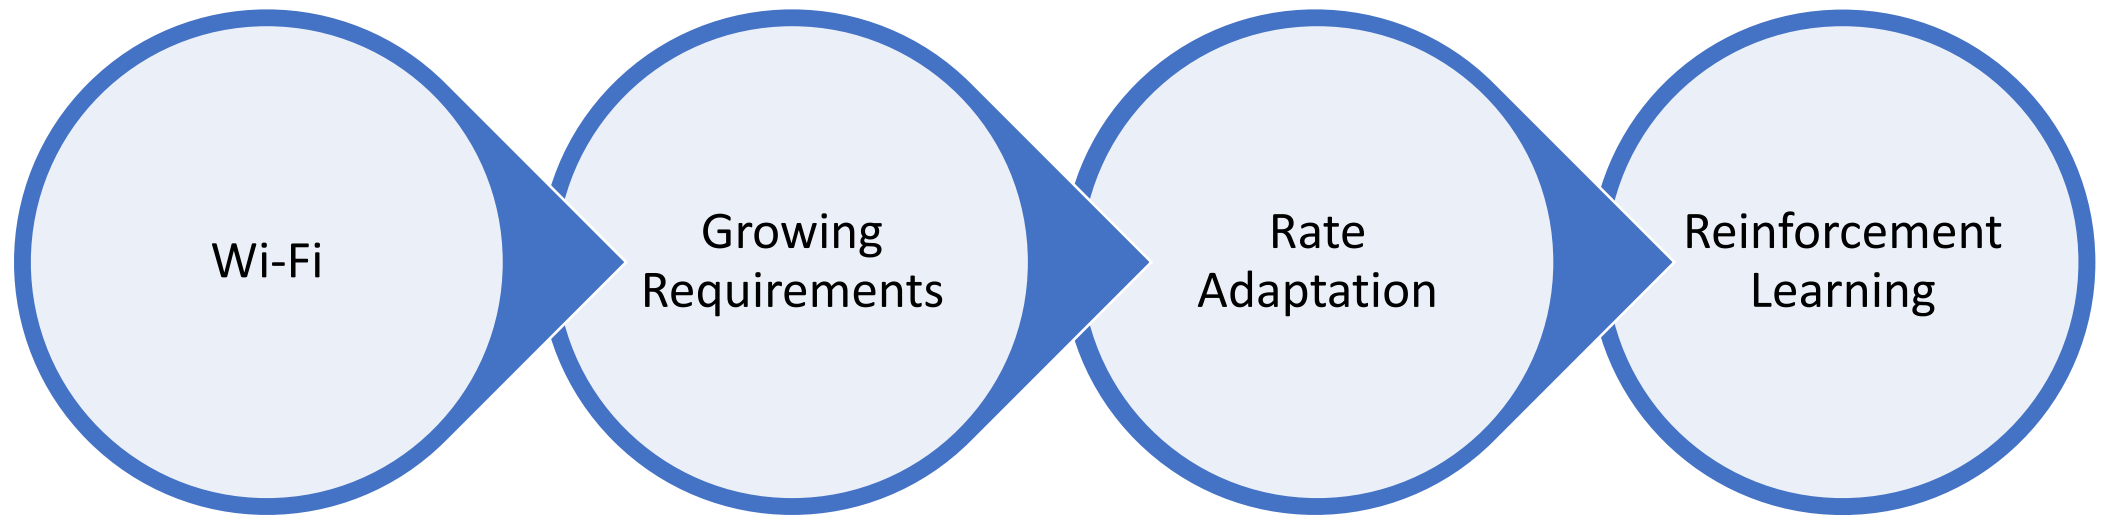 Wi-Fi
Growing
Requirements
Rate
Adaptation
Reinforcement
Learning